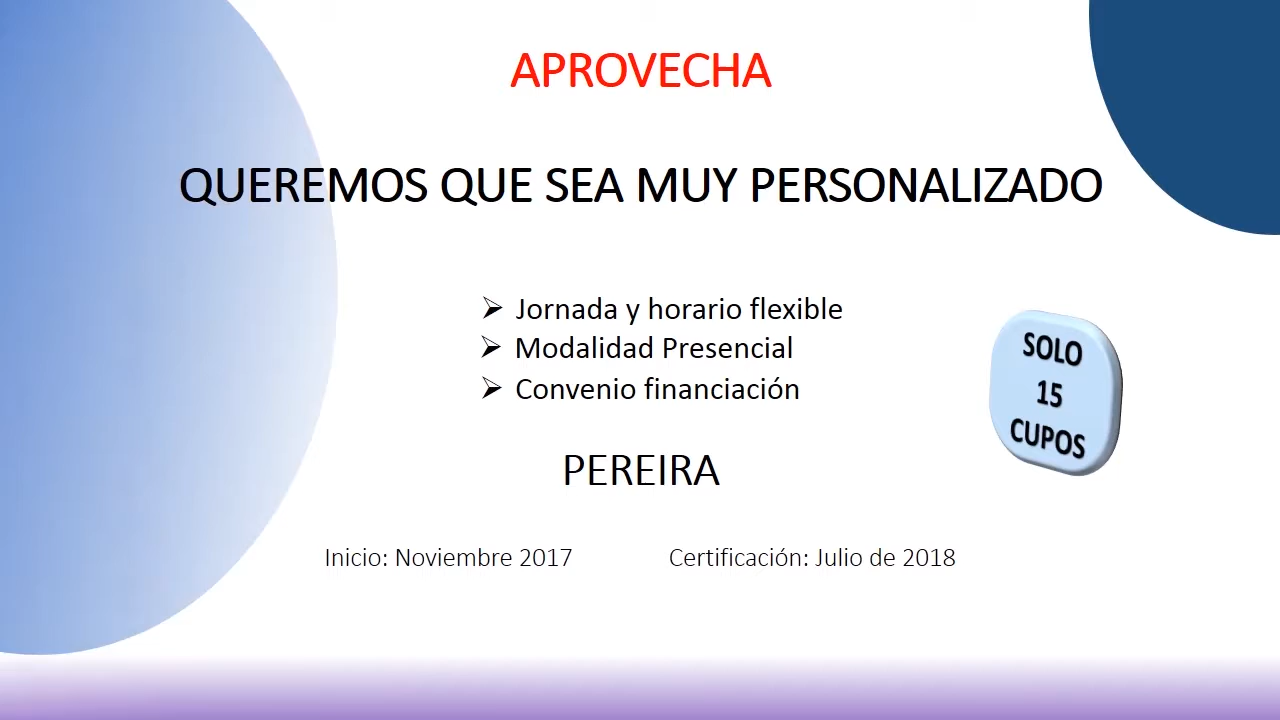 APROVECHA
QUEREMOS QUE SEA MUY PERSONALIZADO
➢ Jornada y horario flexible
➢ Modalidad Presencial
➢ Convenio financiación
SOLO
15
CUPOS
PEREIRA
Inicio: Noviembre 2017 Certificación: Julio de 2018